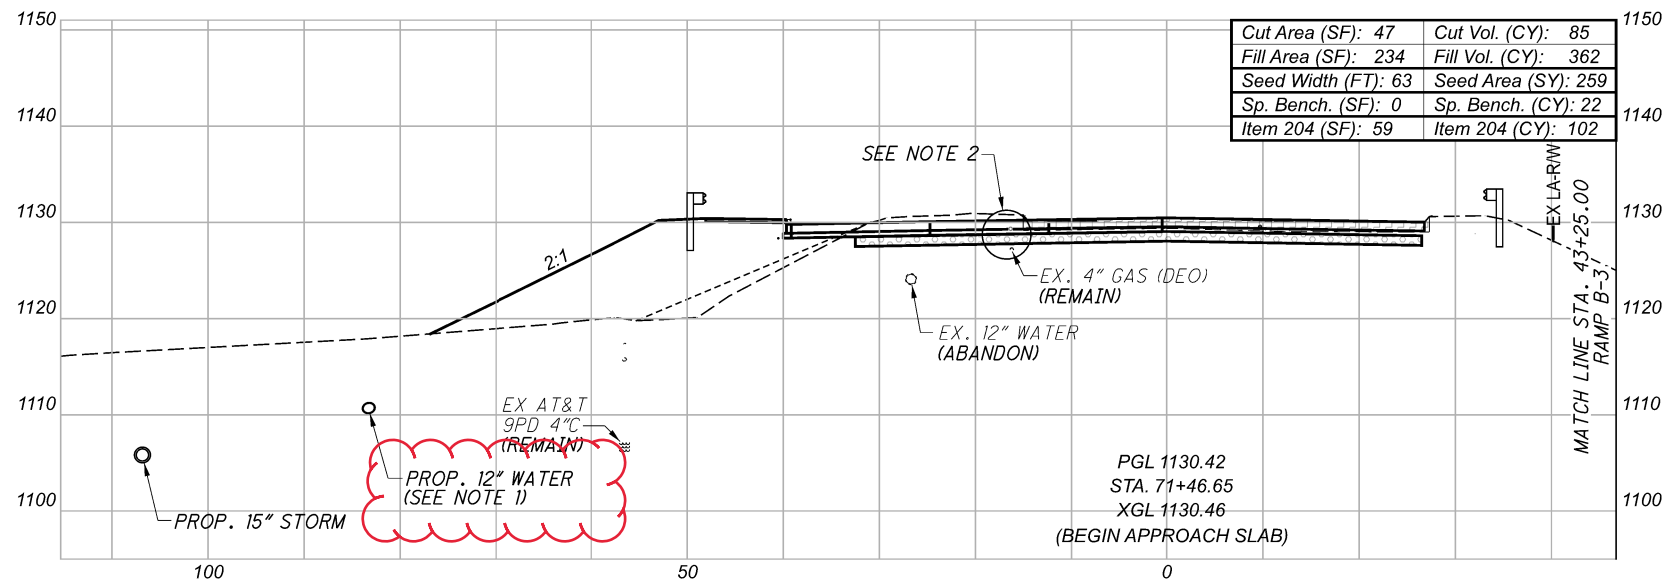 1150
1150
Cut Area (SF): 47 Cut Vol. (CY): 85
Fill Area (SF): 234 Fill Vol. (CY): 362
Seed Width (FT): 63 Seed Area (SY): 259
Sp. Bench. (SF): 0 Sp. Bench. (CY): 22
Item 204 (SF): 59 Item 204 (CY): 102
1140
1140
SEE NOTE 2
EX LA-R/W
1130
1130
2:1
EX. 4" GAS (DEO)
(REMAIN)
EX. 12" WATER
(ABANDON)
MATCH LINE STA. 43+25.00
RAMP B-3
1120
1120
1110
1110
EX AT&T
9PD 4"C
(REMAIN)
PROP. 12" WATER
(SEE NOTE 1)
PROP. 15" STORM
PGL 1130.42
STA. 71+46.65
XGL 1130.46
(BEGIN APPROACH SLAB)
1100
1100
100
50
0